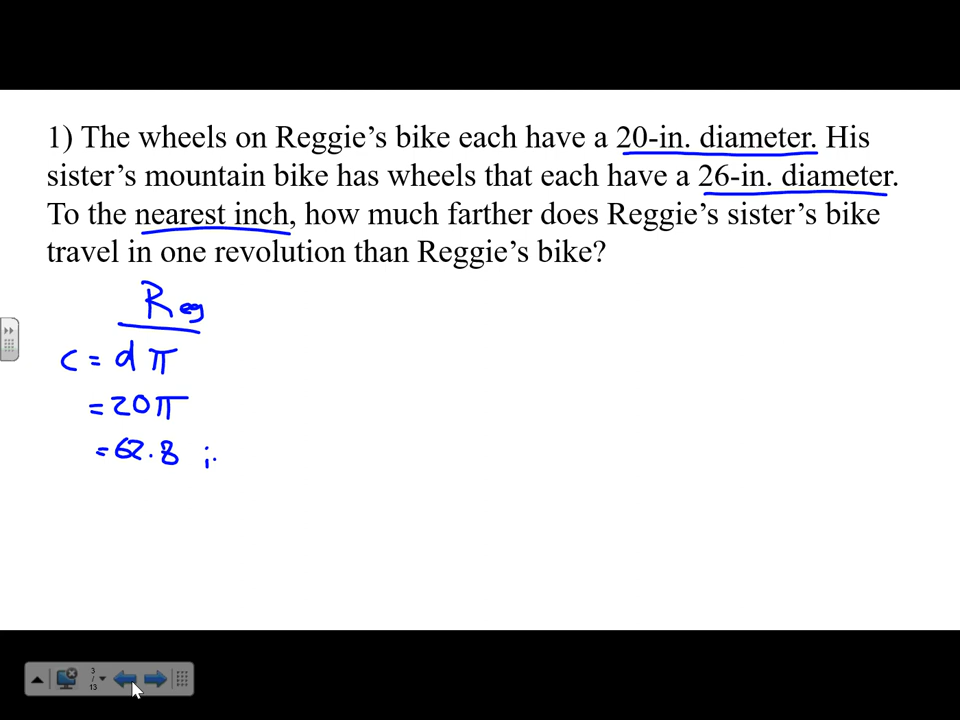 1) The wheels on Reggie’s bike each have a 20-in. diameter. His
sister’s mountain bike has wheels that each have a 26-in. diameter.
To the nearest inch, how much farther does Reggie’s sister’s bike
travel in one revolution than Reggie’s bike?
Reg
C = d π
= 20π
= 62.8 i.
3
/
13